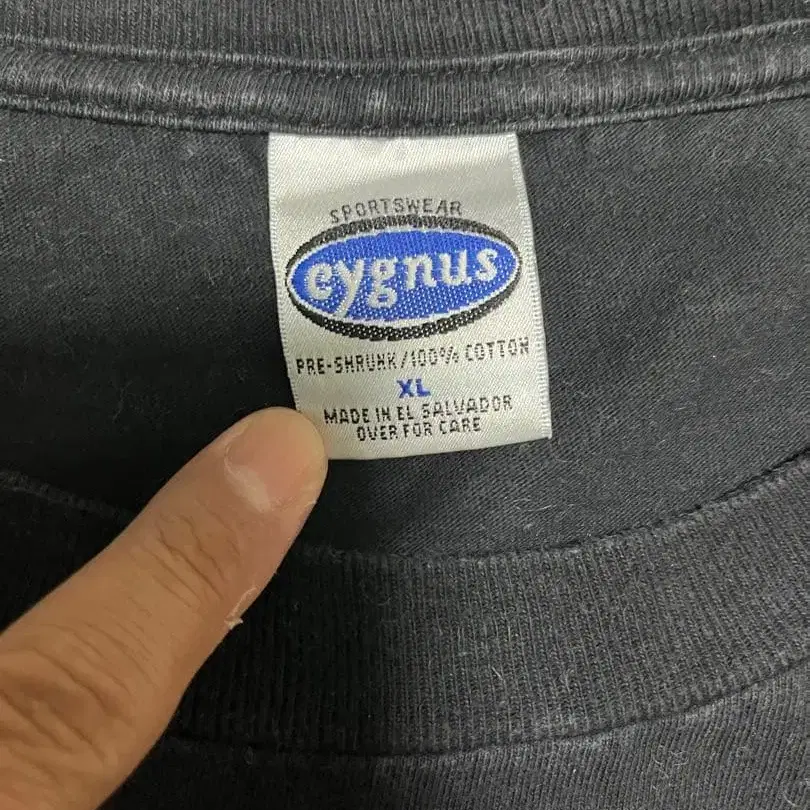 SPORTSWEAR
cygnus
PRE-SHRUNK/100% COTTON
XL
MADE IN EL SALVADOR
OVER FOR CARE